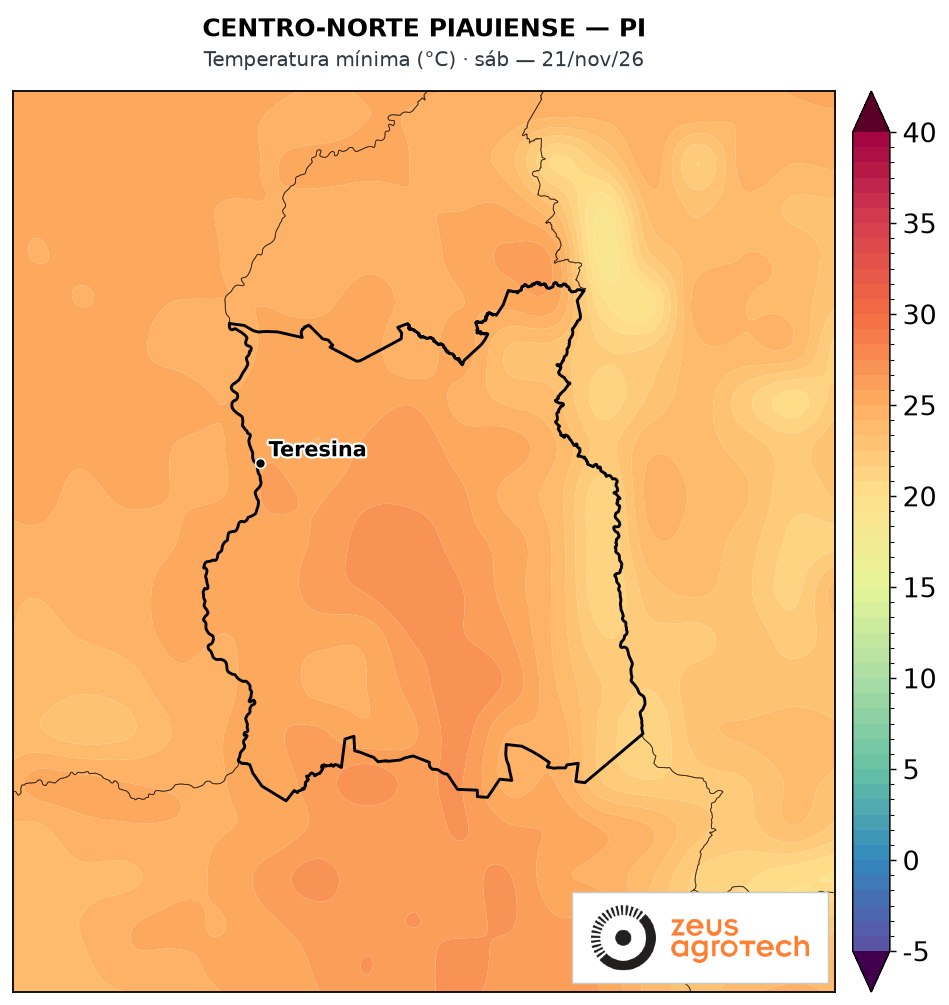 CENTRO-NORTE PIAUIENSE — PI
Temperatura mínima (°C) · sáb — 21/nov/26
Teresina
40
35
30
25
20
15
10
5
0
-5
zeus
agrotech